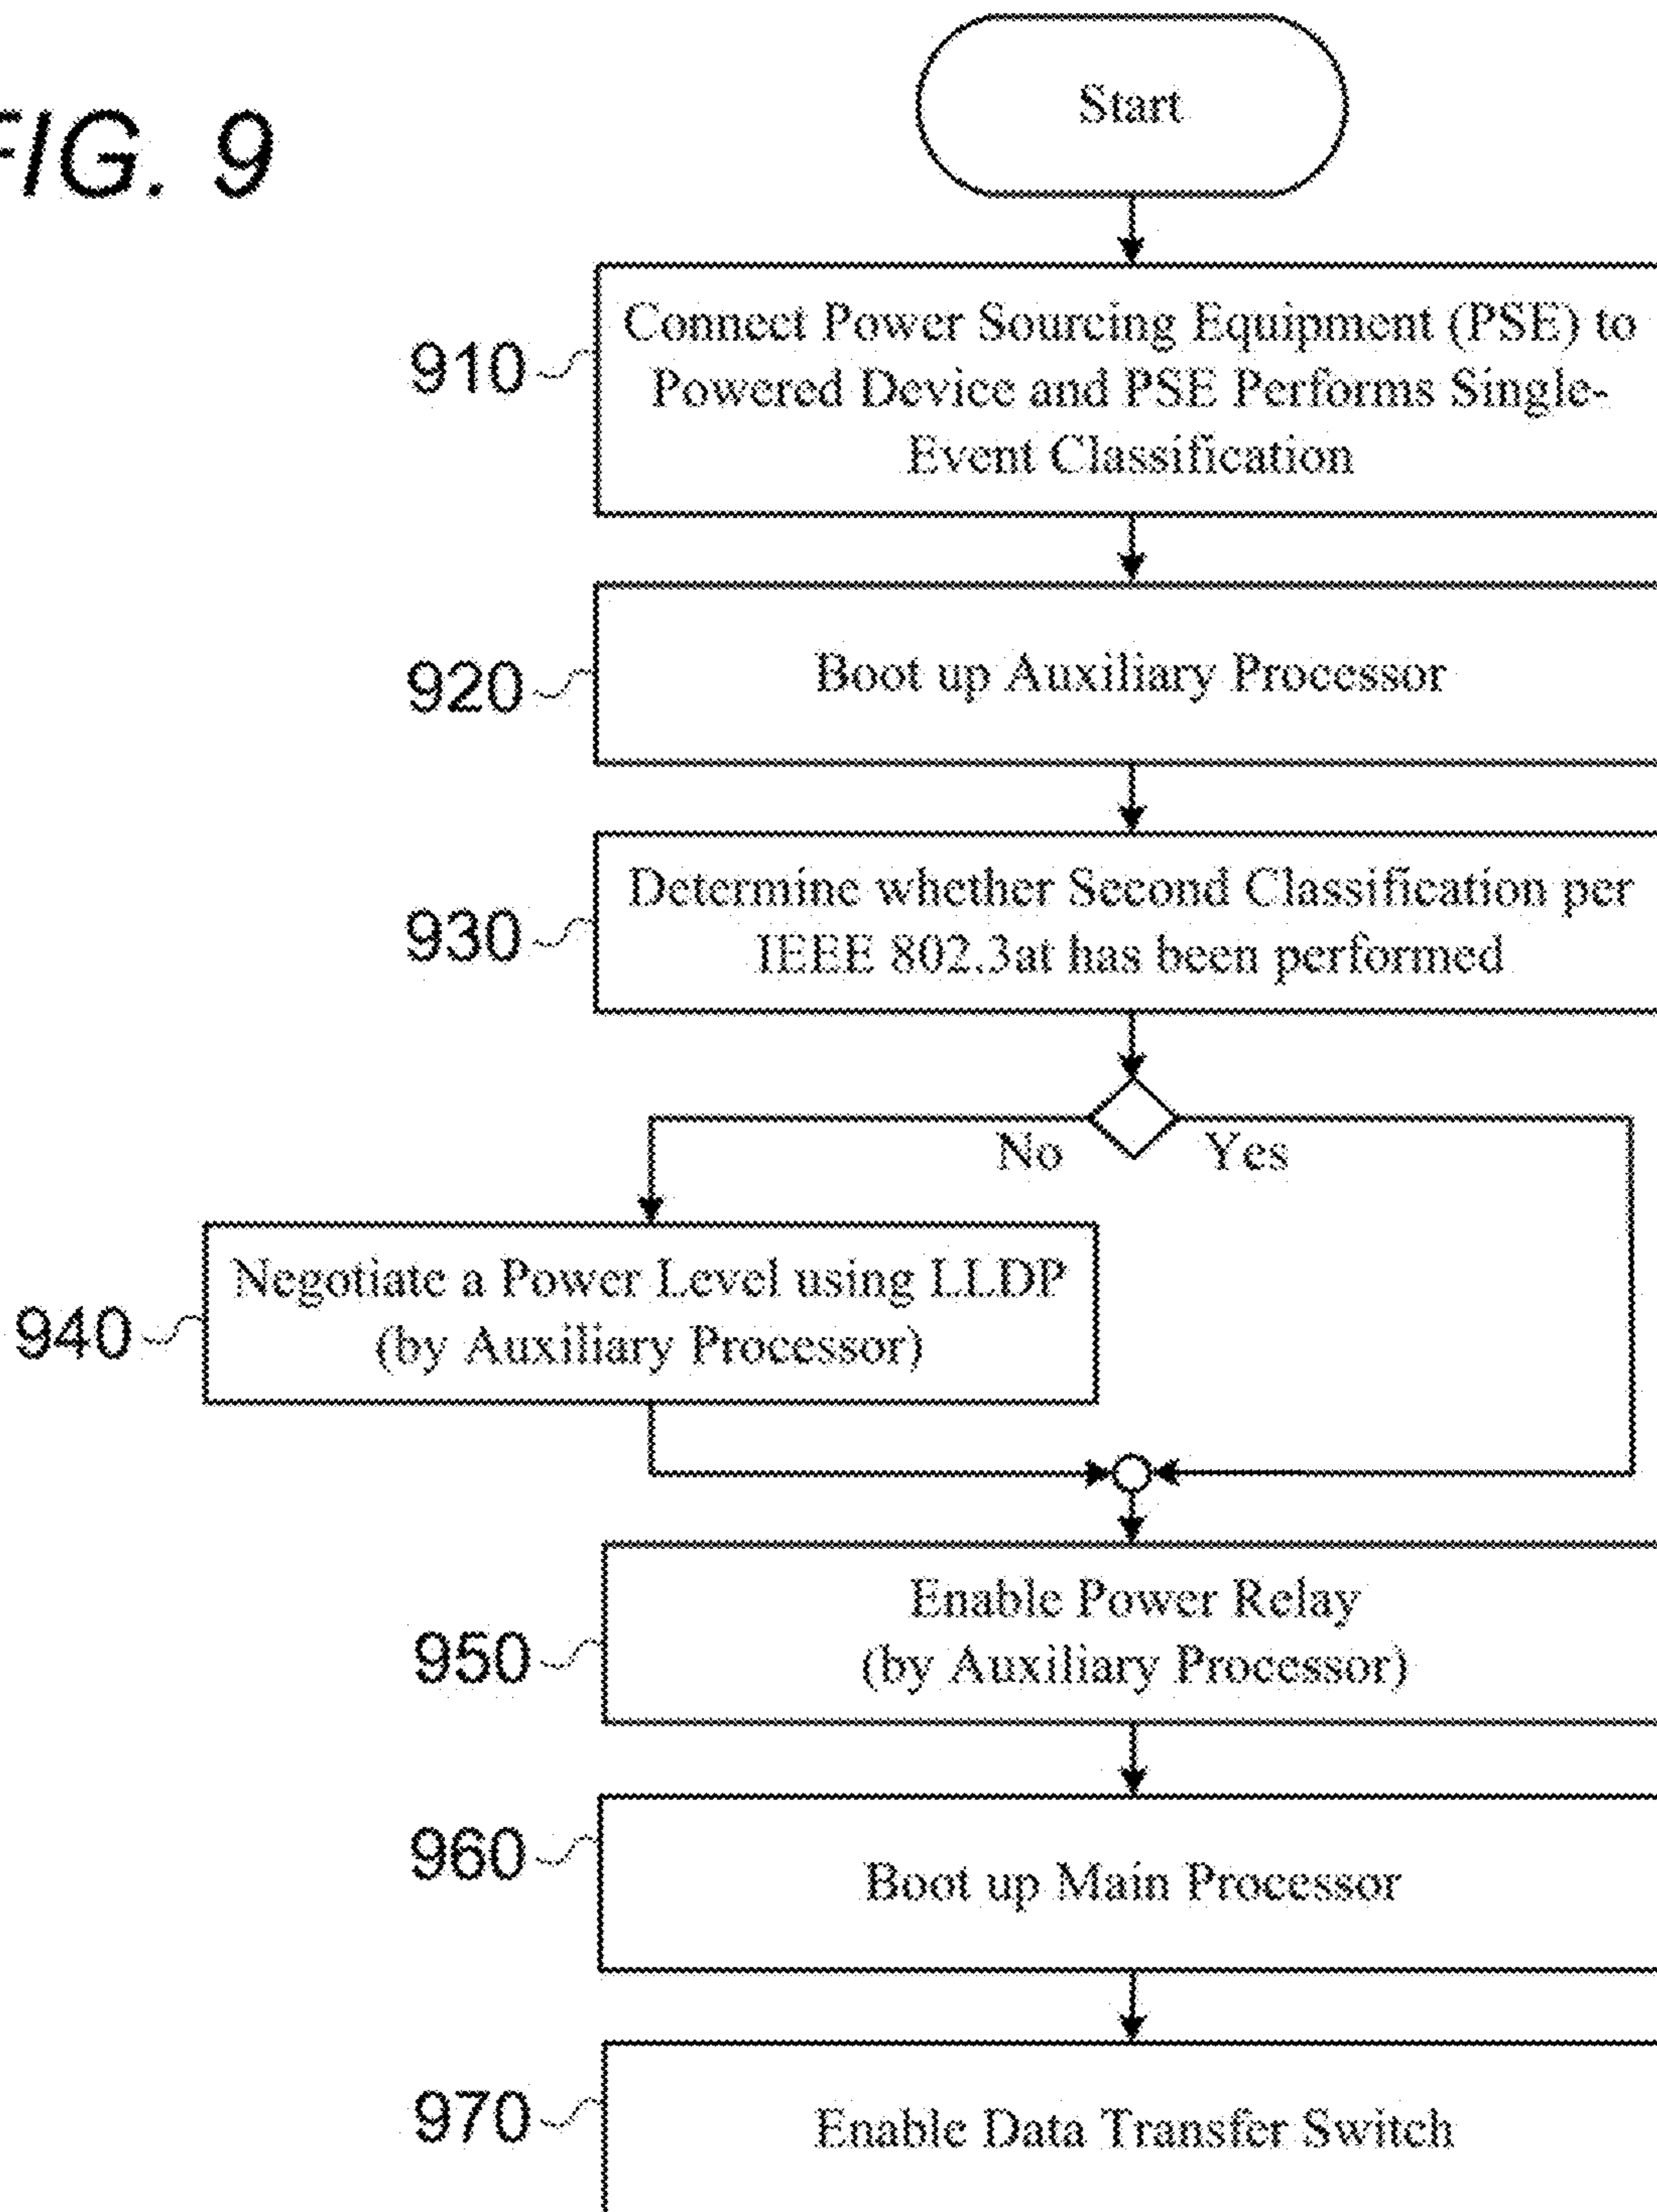 FIG. 9
Start
910
Connect Power Sourcing Equipment (PSE) to
Powered Device and PSE Performs Single-
Event Classification
920
Boot up Auxiliary Processor
930
Determine whether Second Classification per
IEEE 802.3at has been performed
No
Yes
940
Negotiate a Power Level using LLDP
(by Auxiliary Processor)
950
Enable Power Relay
(by Auxiliary Processor)
960
Boot up Main Processor
970
Enable Data Transfer Switch